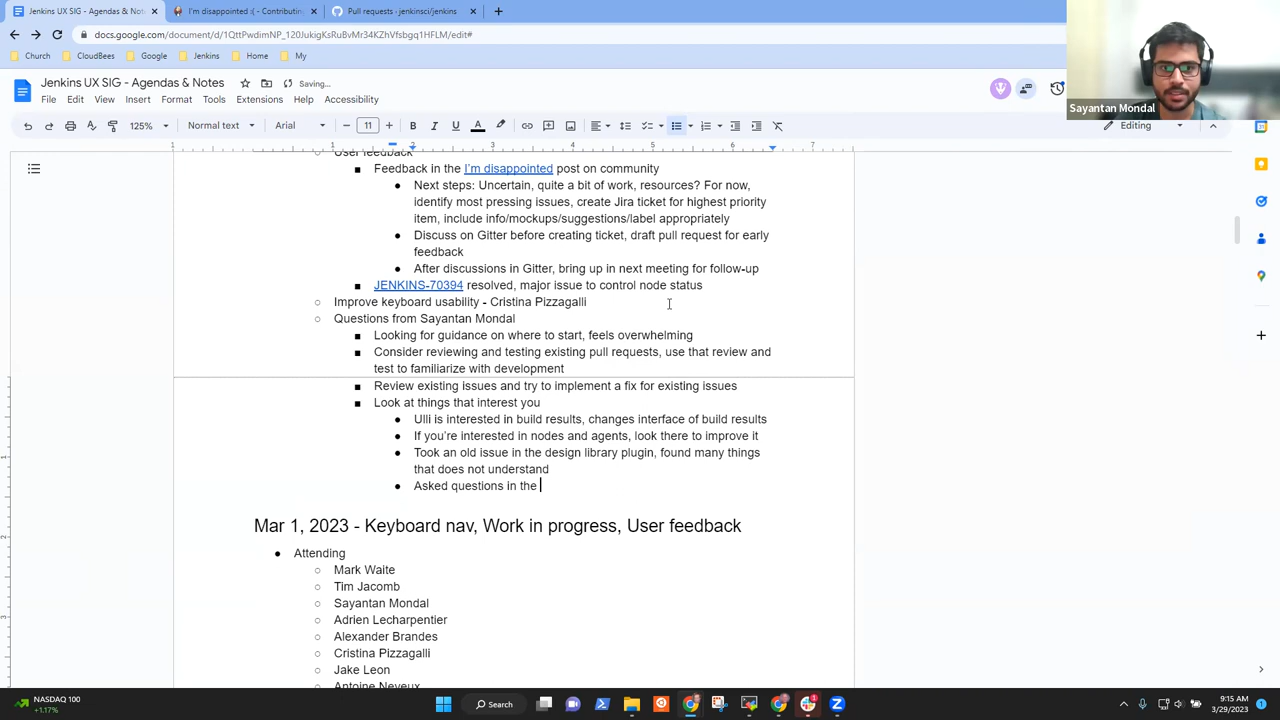 Jenkins UX SIG - Agendas & N
I'm disappointed :( - Contributin
Pull requests · jenkinsci/jenkins
docs.google.com/document/d/1QttPwdimNP_120JukigKsRuBvMr34KZhVfsbgq1HFLM/edit#
Church
CloudBees
Google
Jenkins
Home
My
Jenkins UX SIG - Agendas & Notes
Saving...
File Edit View Insert Format Tools Extensions Help Accessibility
125%
Normal text
Arial
11
Editing
Sayantan Mondal
1 1 2 3 4 5 6 7
User feedback
Feedback in the I'm disappointed post on community
Next steps: Uncertain, quite a bit of work, resources? For now,
identify most pressing issues, create Jira ticket for highest priority
item, include info/mockups/suggestions/label appropriately
Discuss on Gitter before creating ticket, draft pull request for early
feedback
After discussions in Gitter, bring up in next meeting for follow-up
JENKINS-70394 resolved, major issue to control node status
Improve keyboard usability - Cristina Pizzagalli
Questions from Sayantan Mondal
Looking for guidance on where to start, feels overwhelming
Consider reviewing and testing existing pull requests, use that review and
test to familiarize with development
Review existing issues and try to implement a fix for existing issues
Look at things that interest you
Ulli is interested in build results, changes interface of build results
If you're interested in nodes and agents, look there to improve it
Took an old issue in the design library plugin, found many things
that does not understand
Asked questions in the
Mar 1, 2023 - Keyboard nav, Work in progress, User feedback
Attending
Mark Waite
Tim Jacomb
Sayantan Mondal
Adrien Lecharpentier
Alexander Brandes
Cristina Pizzagalli
Jake Leon
Antoine Neveux
NASDAQ 100
+1.17%
Search
9:15 AM
3/29/2023